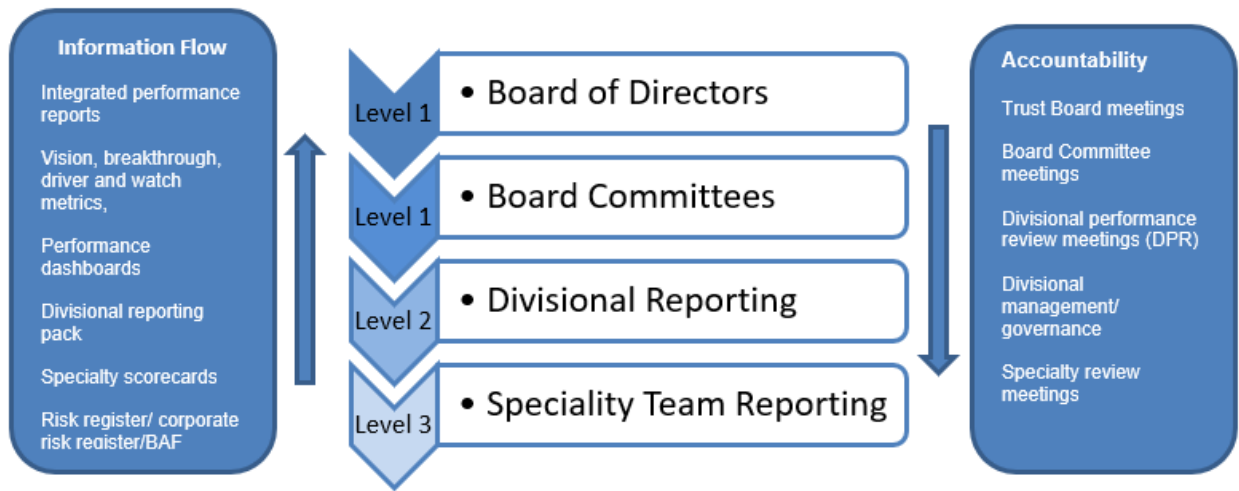 Information Flow
Integrated performance
reports
Vision, breakthrough,
driver and watch
metrics,
Performance
dashboards
Divisional reporting
pack
Specialty scorecards
Risk register/ corporate
risk register/BAF
Level 1
• Board of Directors
Level 1
• Board Committees
Level 2
• Divisional Reporting
Level 3
• Speciality Team Reporting
Accountability
Trust Board meetings
Board Committee
meetings
Divisional performance
review meetings (DPR)
Divisional
management/
governance
Specialty review
meetings